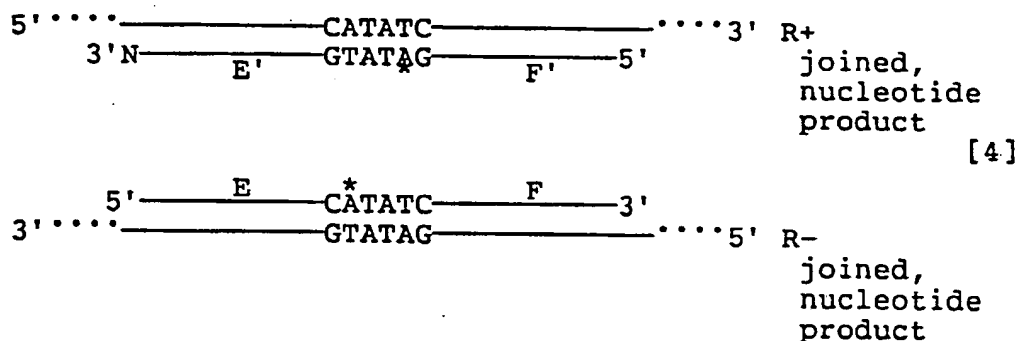 5'····CATATC····3' R+
3'N GTATAG 5' joined,
E' * F' nucleotide
product
[4]
E * F
5' CATATC 3'
3'····GTATAG····5' R-
joined,
nucleotide
product